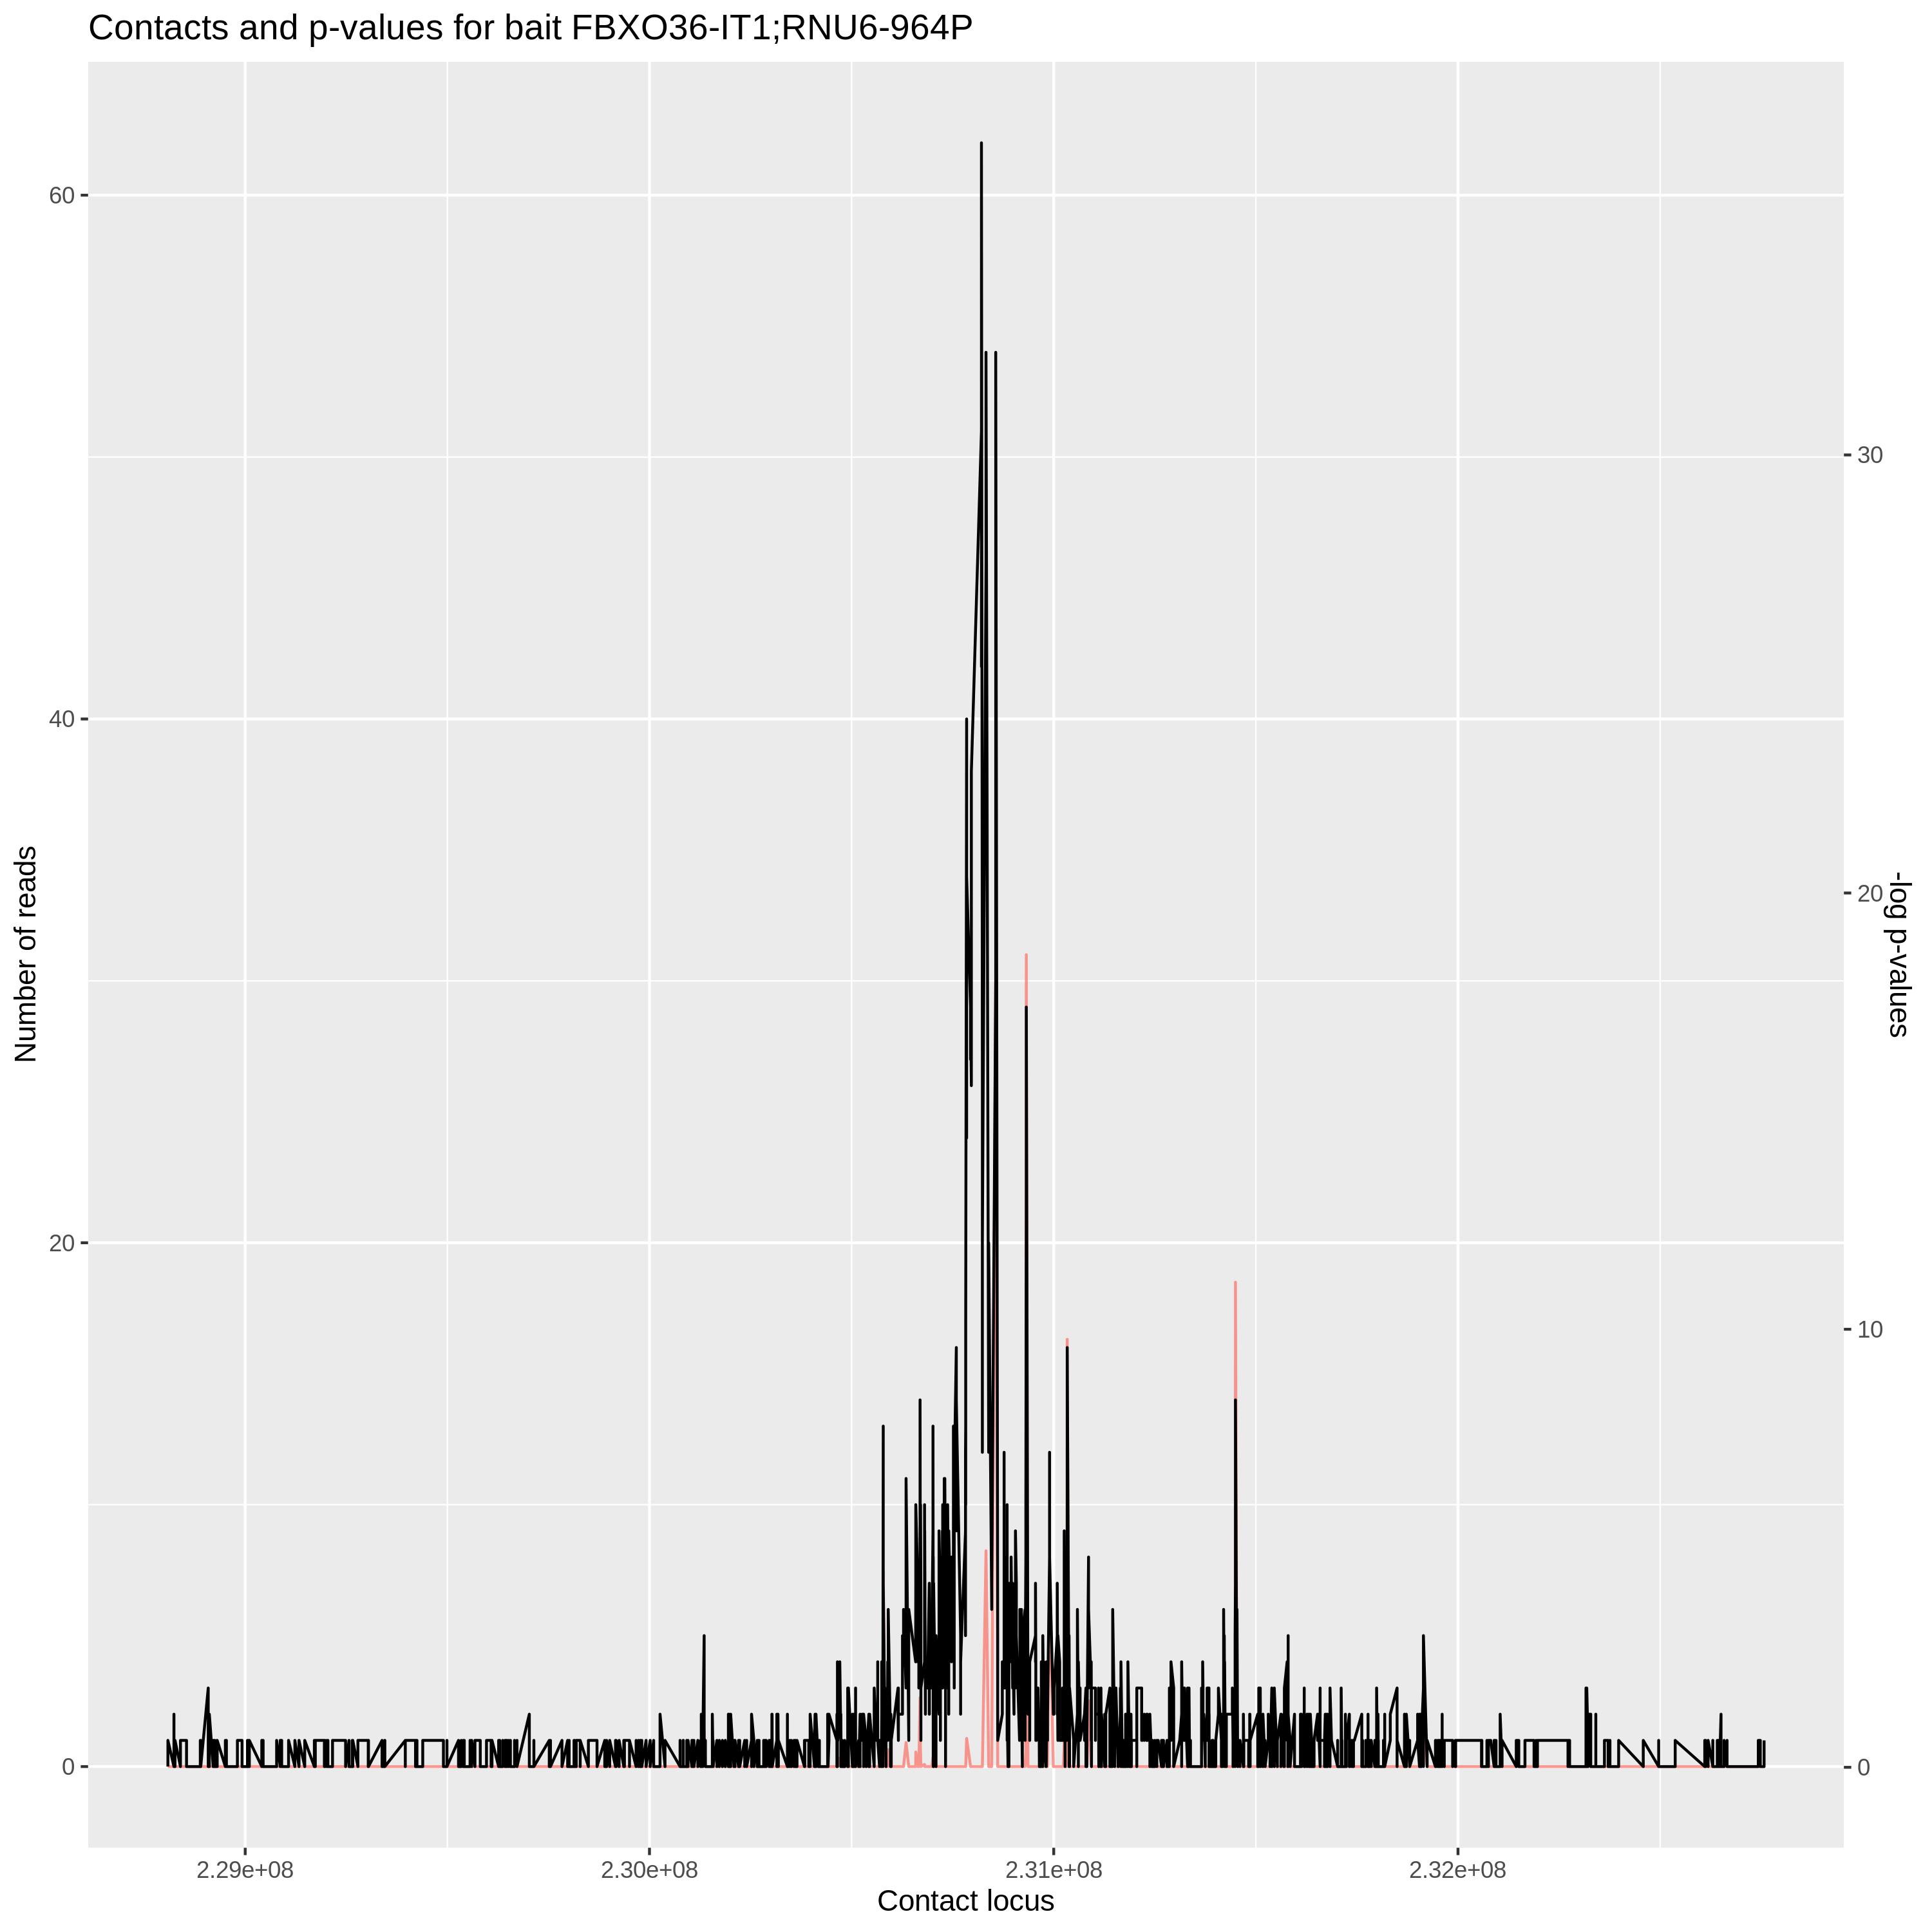 Contacts and p-values for bait FBXO36-IT1;RNU6-964P
60
40
20
0
Number of reads
30
20
10
0
-log p-values
2.29e+08 2.30e+08 2.31e+08 2.32e+08
Contact locus